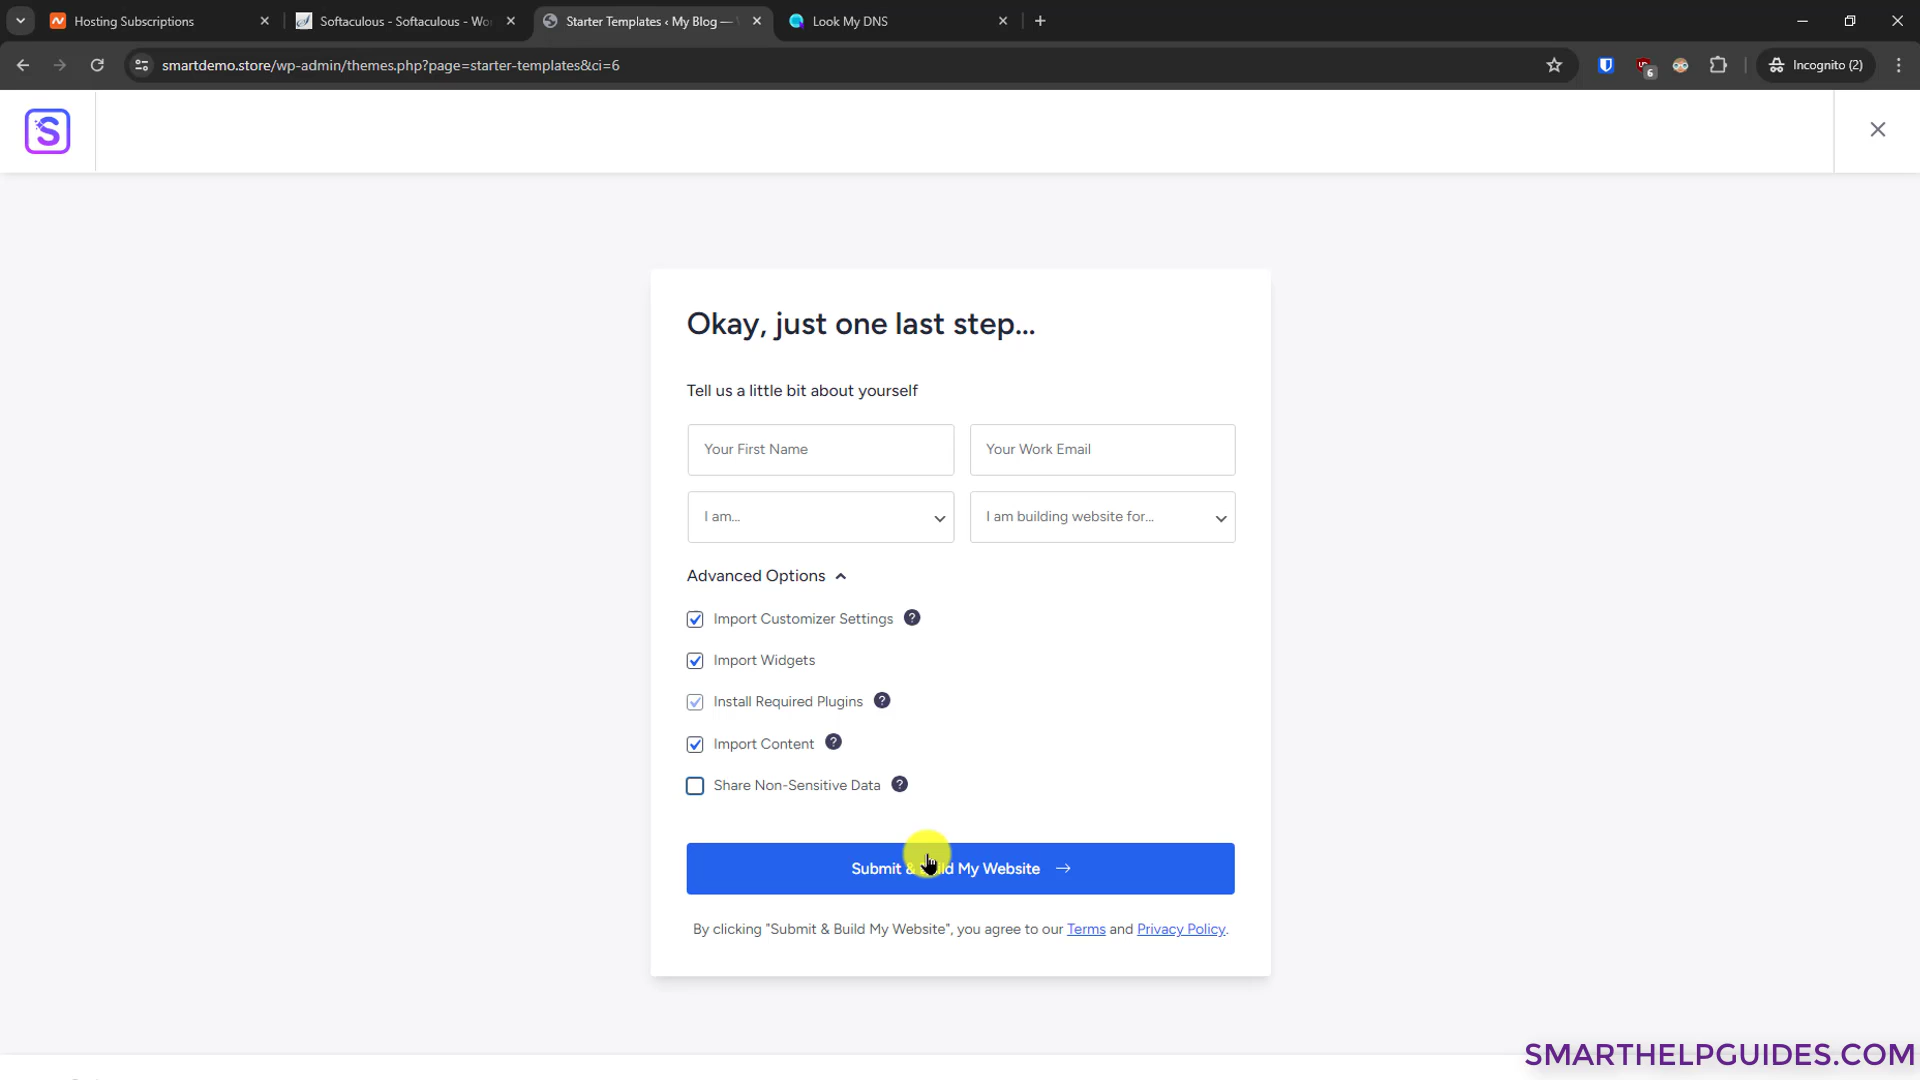 Hosting Subscriptions
Softaculous - Softaculous - Wo
Starter Templates ‹ My Blog —
Look My DNS
smartdemo.store/wp-admin/themes.php?page=starter-templates&ci=6
6
Incognito (2)
S
Okay, just one last step...
Tell us a little bit about yourself
Your First Name
Your Work Email
I am...
I am building website for...
Advanced Options
Import Customizer Settings ?
Import Widgets
Install Required Plugins ?
Import Content ?
Share Non-Sensitive Data ?
Submit & Build My Website →
By clicking "Submit & Build My Website", you agree to our Terms and Privacy Policy.
SMARTHELPGUIDES.COM